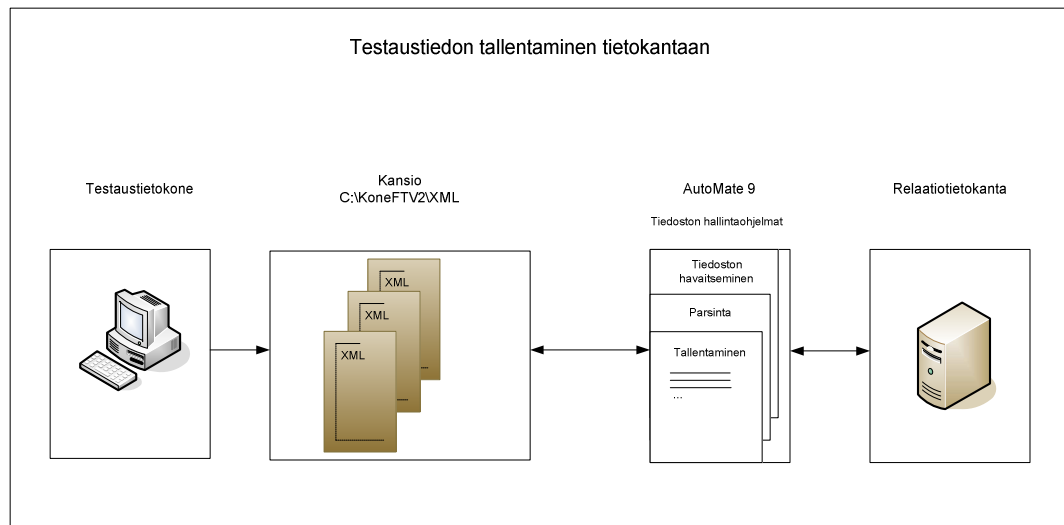 Testaustiedon tallentaminen tietokantaan
Testaustietokone
Kansio
C:\KoneFTV2\XML
AutoMate 9
Tiedoston hallintaohjelmat
Relaatiotietokanta
XML
XML
XML
Tiedoston
havaitseminen
Parsinta
Tallentaminen
...